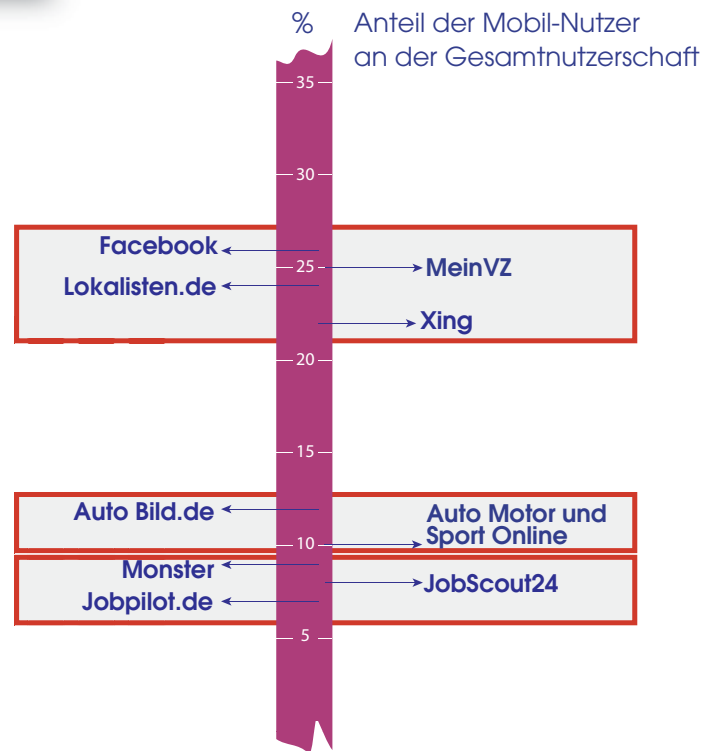 % Anteil der Mobil-Nutzer
an der Gesamtnutzerschaft
35
30
Facebook
25
MeinVZ
Lokalisten.de
Xing
20
15
Auto Bild.de
Auto Motor und
Sport Online
10
Monster
JobScout24
Jobpilot.de
5